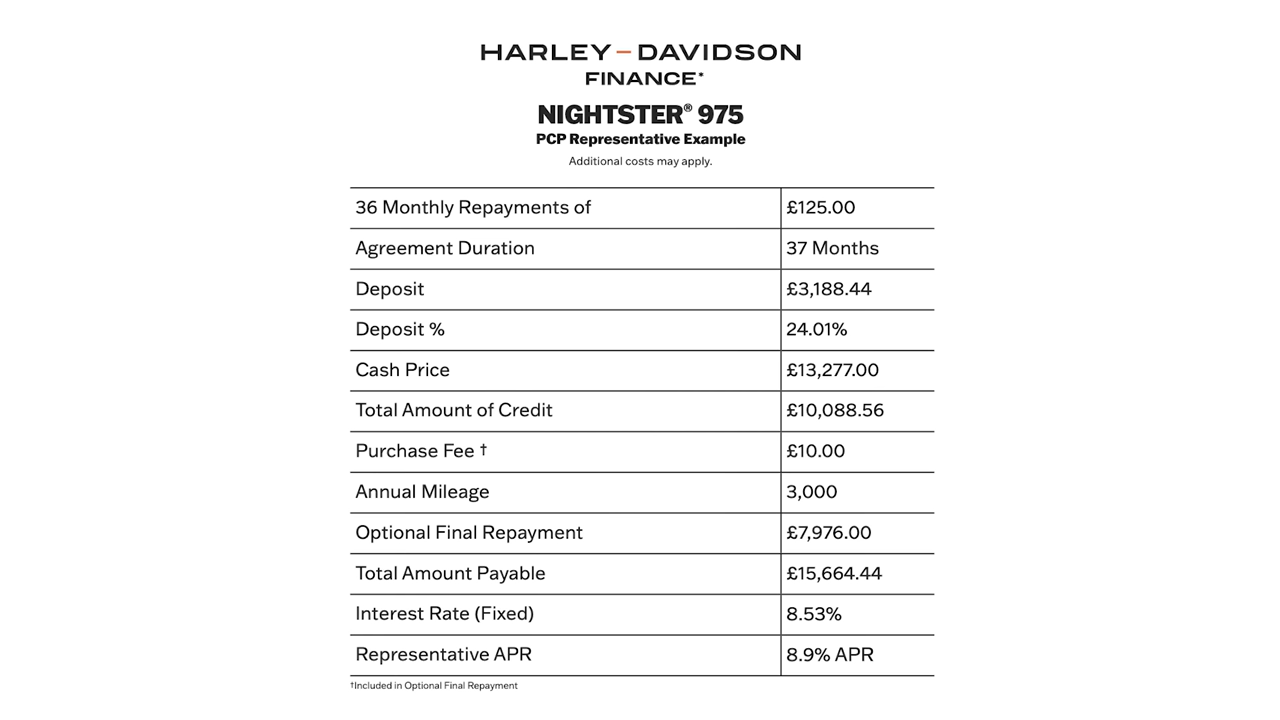 HARLEY–DAVIDSON
FINANCE*
NIGHTSTER® 975
PCP Representative Example
Additional costs may apply.
36 Monthly Repayments of £125.00
Agreement Duration 37 Months
Deposit £3,188.44
Deposit % 24.01%
Cash Price £13,277.00
Total Amount of Credit £10,088.56
Purchase Fee † £10.00
Annual Mileage 3,000
Optional Final Repayment £7,976.00
Total Amount Payable £15,664.44
Interest Rate (Fixed) 8.53%
Representative APR 8.9% APR
†Included in Optional Final Repayment